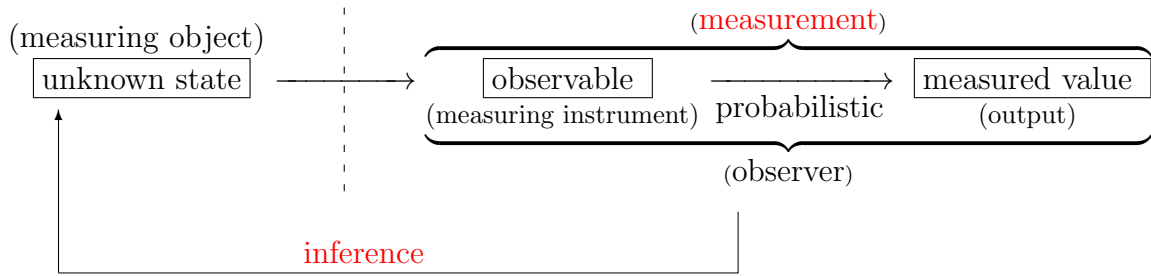 (measurement)
(measuring object)
unknown state
observable
measured value
(measuring instrument)
probabilistic
(output)
(observer)
inference